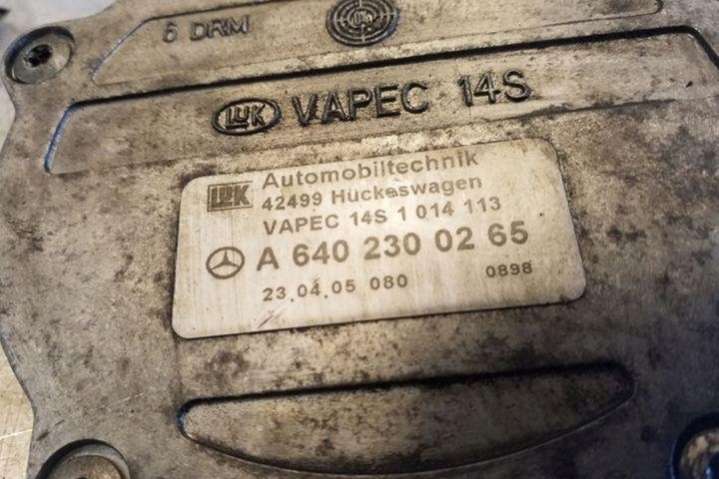 6 DRM
LuK VAPEC 14S
LuK Automobiltechnik
42499 Hückeswagen
VAPEC 14S 1 014 113
A 640 230 02 65
23.04.05 080 0898